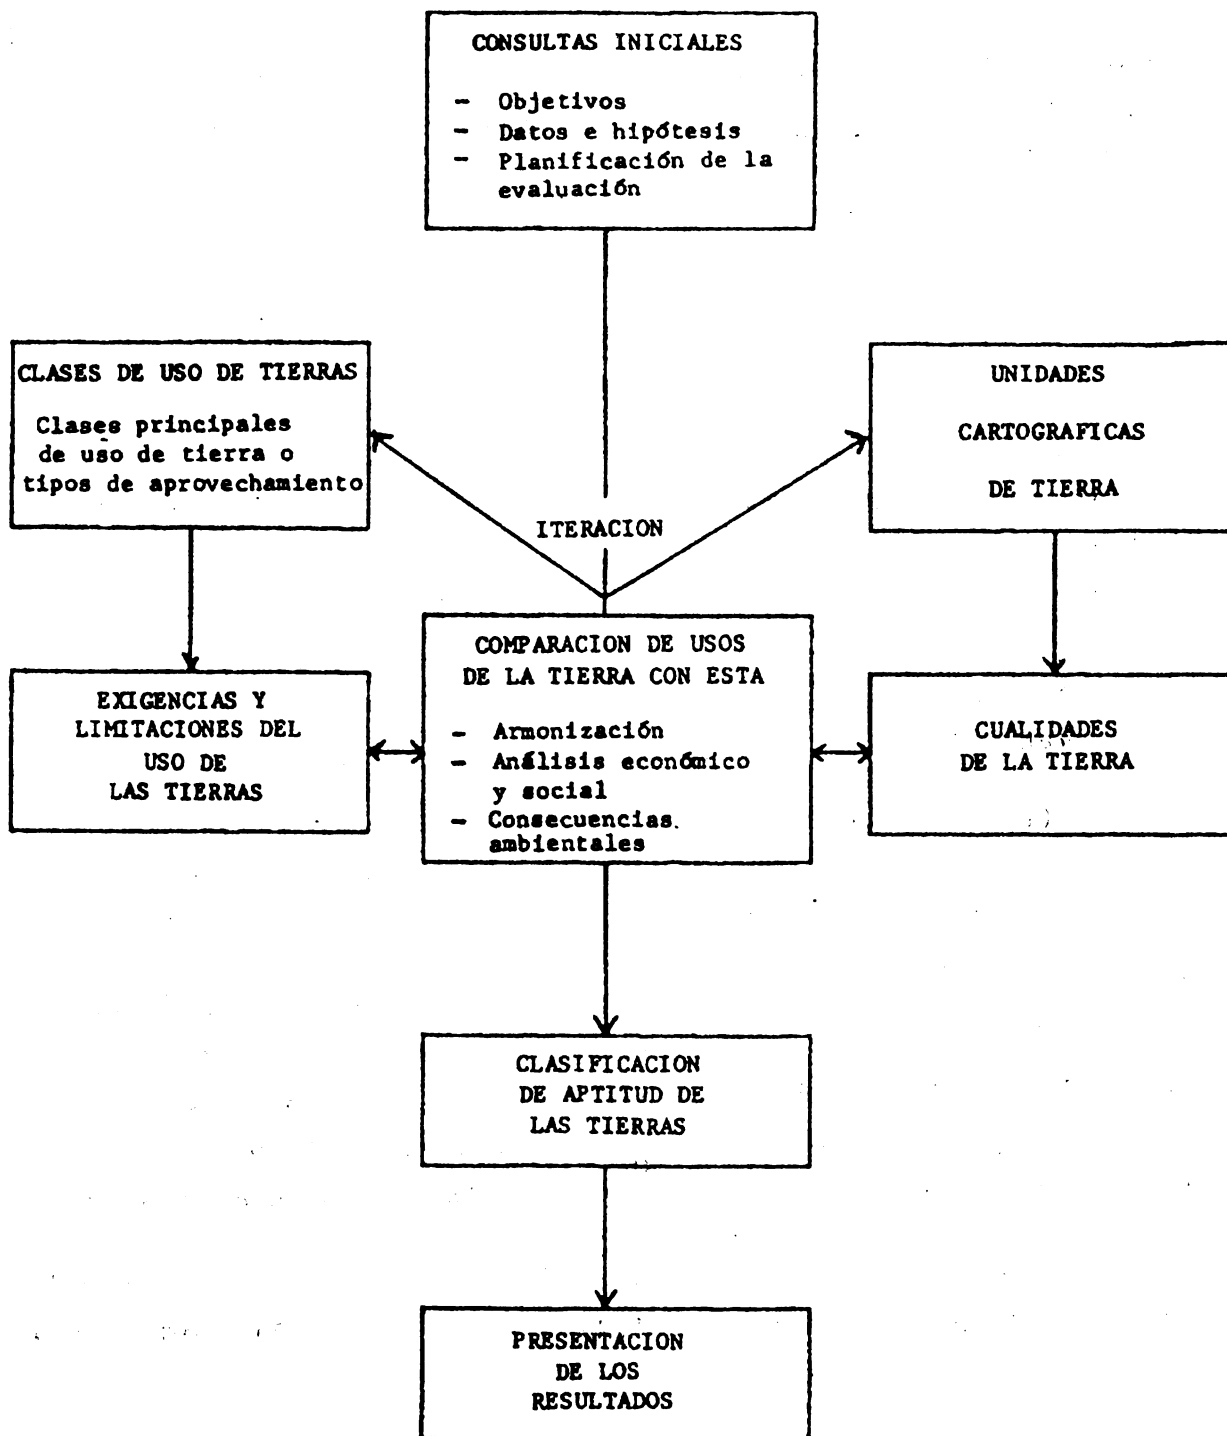 CONSULTAS INICIALES
- Objetivos
- Datos e hipótesis
- Planificación de la
evaluación
CLASES DE USO DE TIERRAS
Clases principales
de uso de tierra o
tipos de aprovechamiento
UNIDADES
CARTOGRAFICAS
DE TIERRA
ITERACION
EXIGENCIAS Y
LIMITACIONES DEL
USO DE
LAS TIERRAS
COMPARACION DE USOS
DE LA TIERRA CON ESTA
- Armonización
- Análisis económico
y social
- Consecuencias.
ambientales
CUALIDADES
DE LA TIERRA
CLASIFICACION
DE APTITUD DE
LAS TIERRAS
PRESENTACION
DE LOS
RESULTADOS